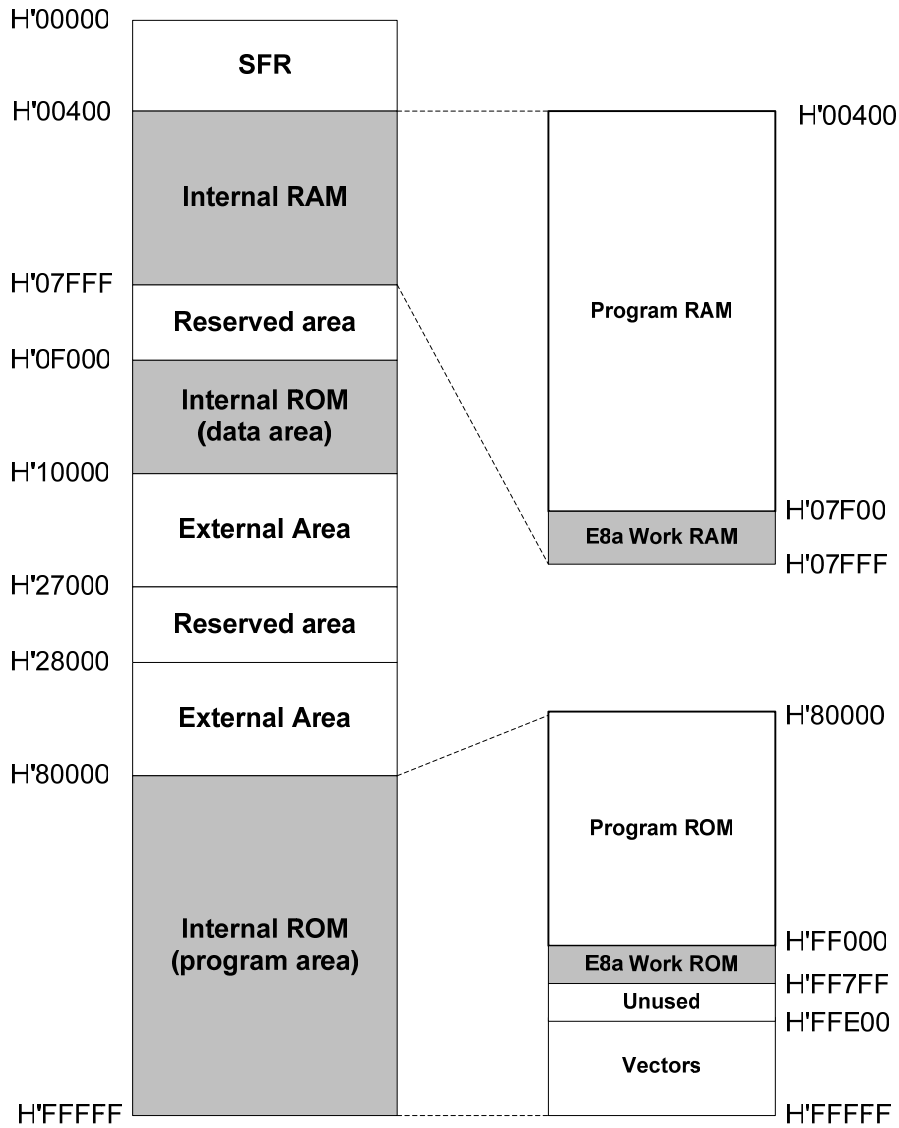 H'00000
SFR
H'00400
H'00400
Internal RAM
H'07FFF
Program RAM
Reserved area
H'0F000
Internal ROM
(data area)
H'10000
H'07F00
External Area
E8a Work RAM
H'07FFF
H'27000
Reserved area
H'28000
External Area
H'80000
H'80000
Program ROM
Internal ROM
(program area)
H'FF000
E8a Work ROM
H'FF7FF
Unused
H'FFE00
Vectors
H'FFFFF
H'FFFFF